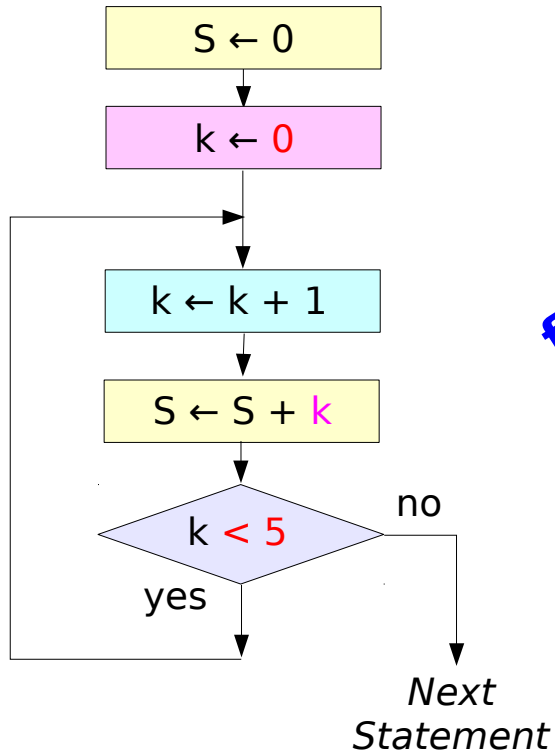 S ← 0
k ← 0
k ← k + 1
S ← S + k
k < 5
no
yes
Next
Statement